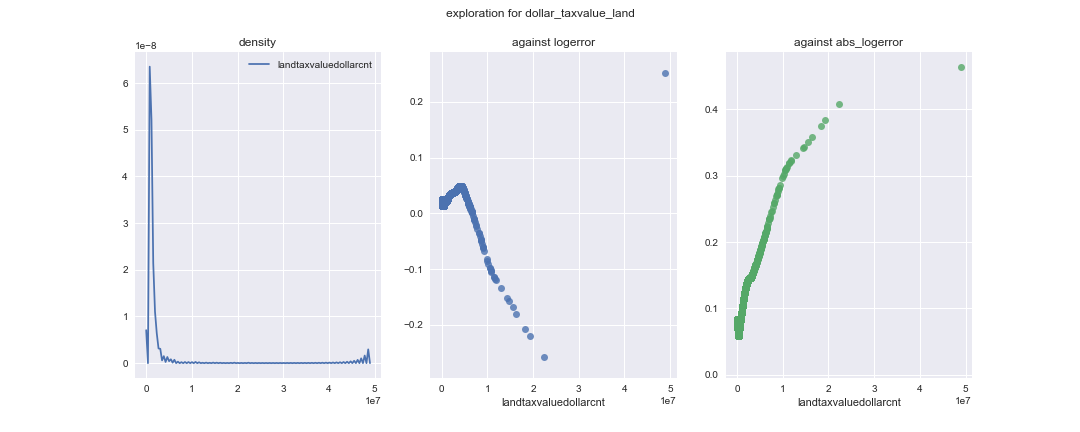 exploration for dollar_taxvalue_land
density
1e−8
landtaxvaluedollarcnt
6
5
4
3
2
1
0
0 1 2 3 4 5
1e7
against logerror
0.2
0.1
0.0
−0.1
−0.2
0 1 2 3 4 5
1e7
landtaxvaluedollarcnt
against abs_logerror
0.4
0.3
0.2
0.1
0.0
0 1 2 3 4 5
1e7
landtaxvaluedollarcnt